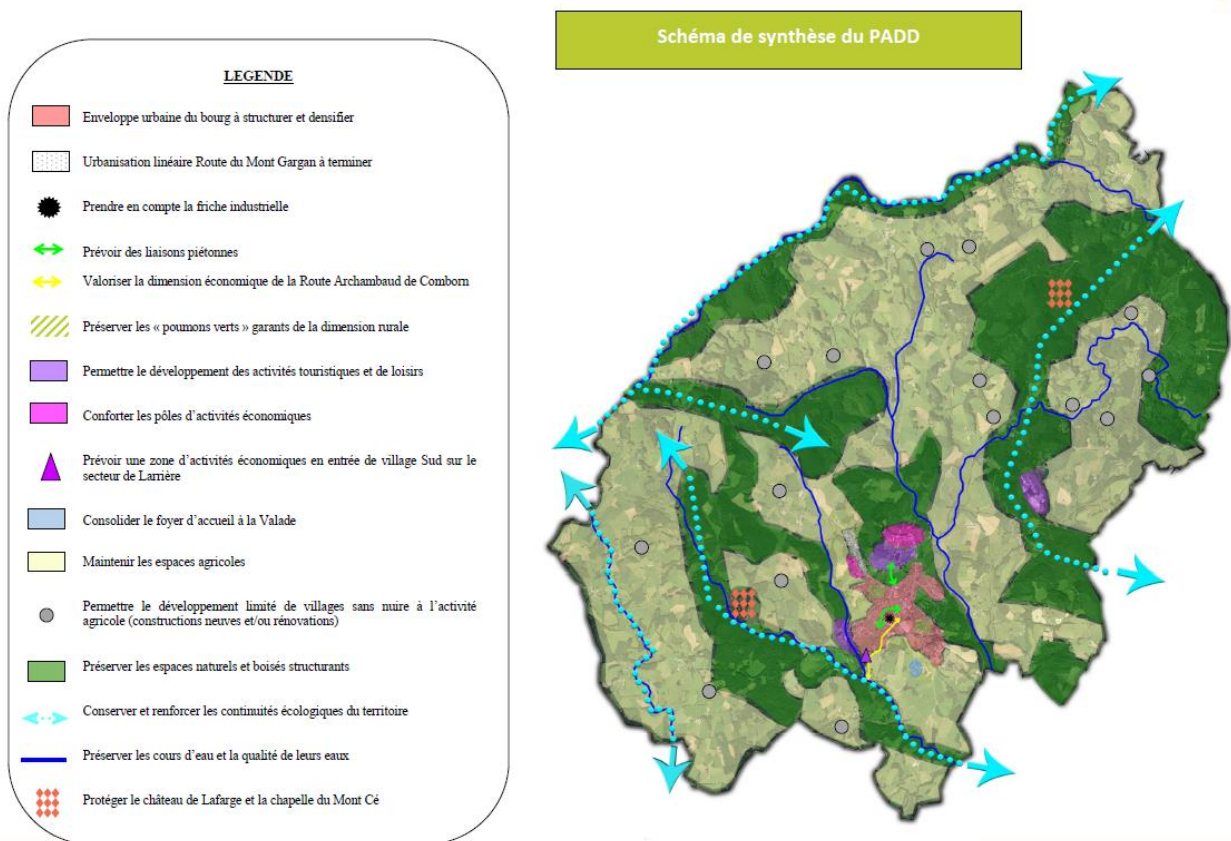 Schéma de synthèse du PADD
LEGENDE
Enveloppe urbaine du bourg à structurer et densifier
Urbanisation linéaire Route du Mont Gargan à terminer
Prendre en compte la friche industrielle
Prévoir des liaisons piétonnes
Valoriser la dimension économique de la Route Archambaud de Comborn
Préserver les « poumons verts » garants de la dimension rurale
Permettre le développement des activités touristiques et de loisirs
Conforter les pôles d'activités économiques
Prévoir une zone d'activités économiques en entrée de village Sud sur le
secteur de Larrière
Consolider le foyer d'accueil à la Valade
Maintenir les espaces agricoles
Permettre le développement limité de villages sans nuire à l'activité
agricole (constructions neuves et/ou rénovations)
Préserver les espaces naturels et boisés structurants
Conserver et renforcer les continuités écologiques du territoire
Préserver les cours d'eau et la qualité de leurs eaux
Protéger le château de Lafarge et la chapelle du Mont Cé